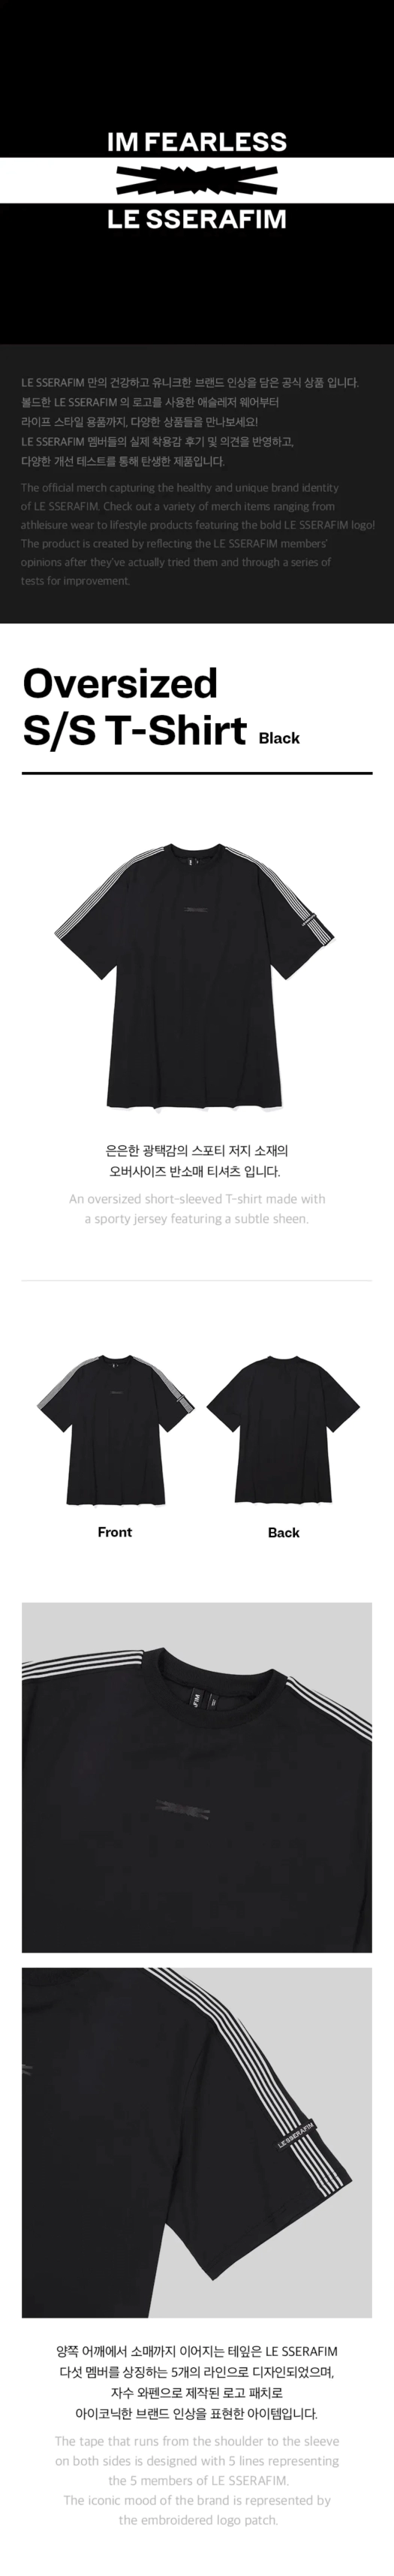 IM FEARLESS
LE SSERAFIM
LE SSERAFIM 만의 건강하고 유니크한 브랜드 인상을 담은 공식 상품 입니다.
볼드한 LE SSERAFIM 의 로고를 사용한 애슬레저 웨어부터
라이프 스타일 용품까지, 다양한 상품들을 만나보세요!
LE SSERAFIM 멤버들의 실제 착용감 후기 및 의견을 반영하고,
다양한 개선 테스트를 통해 탄생한 제품입니다.
The official merch capturing the healthy and unique brand identity
of LE SSERAFIM. Check out a variety of merch items ranging from
athleisure wear to lifestyle products featuring the bold LE SSERAFIM logo!
The product is created by reflecting the LE SSERAFIM members'
opinions after they've actually tried them and through a series of
tests for improvement.
Oversized
S/S T-Shirt Black
은은한 광택감의 스포티 저지 소재의
오버사이즈 반소매 티셔츠 입니다.
An oversized short-sleeved T-shirt made with
a sporty jersey featuring a subtle sheen.
Front
Back
LE SSERAFIM
양쪽 어깨에서 소매까지 이어지는 테잎은 LE SSERAFIM
다섯 멤버를 상징하는 5개의 라인으로 디자인되었으며,
자수 와펜으로 제작된 로고 패치로
아이코닉한 브랜드 인상을 표현한 아이템입니다.
The tape that runs from the shoulder to the sleeve
on both sides is designed with 5 lines representing
the 5 members of LE SSERAFIM.
The iconic mood of the brand is represented by
the embroidered logo patch.